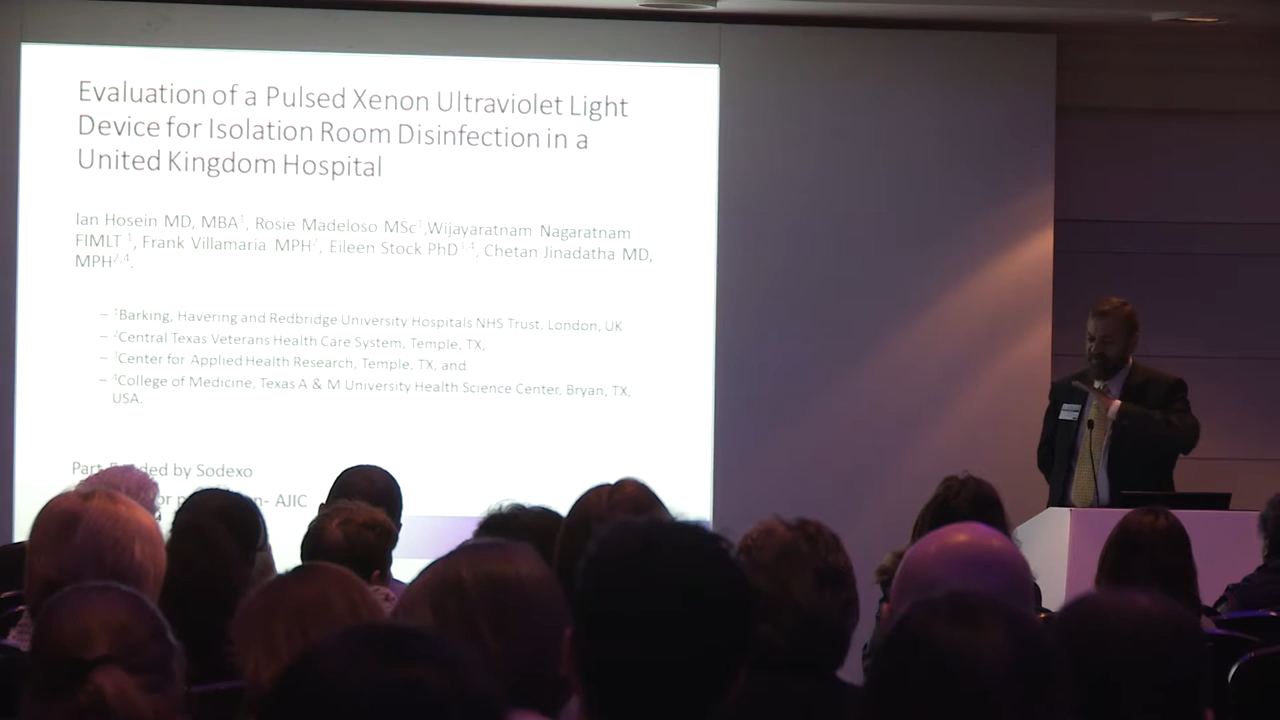 Evaluation of a Pulsed Xenon Ultraviolet Light
Device for Isolation Room Disinfection in a
United Kingdom Hospital
Ian Hosein MD, MBA¹, Rosie Madeloso MSc¹,Wijayaratnam Nagaratnam
FIMLT ¹, Frank Villamaria MPH², Eileen Stock PhD³,⁴, Chetan Jinadatha MD,
MPH²,⁴.
– ¹Barking, Havering and Redbridge University Hospitals NHS Trust, London, UK
– ²Central Texas Veterans Health Care System, Temple, TX,
– ³Center for Applied Health Research, Temple, TX, and
– ⁴College of Medicine, Texas A & M University Health Science Center, Bryan, TX,
USA.
Part by Sodexo
or - AJIC